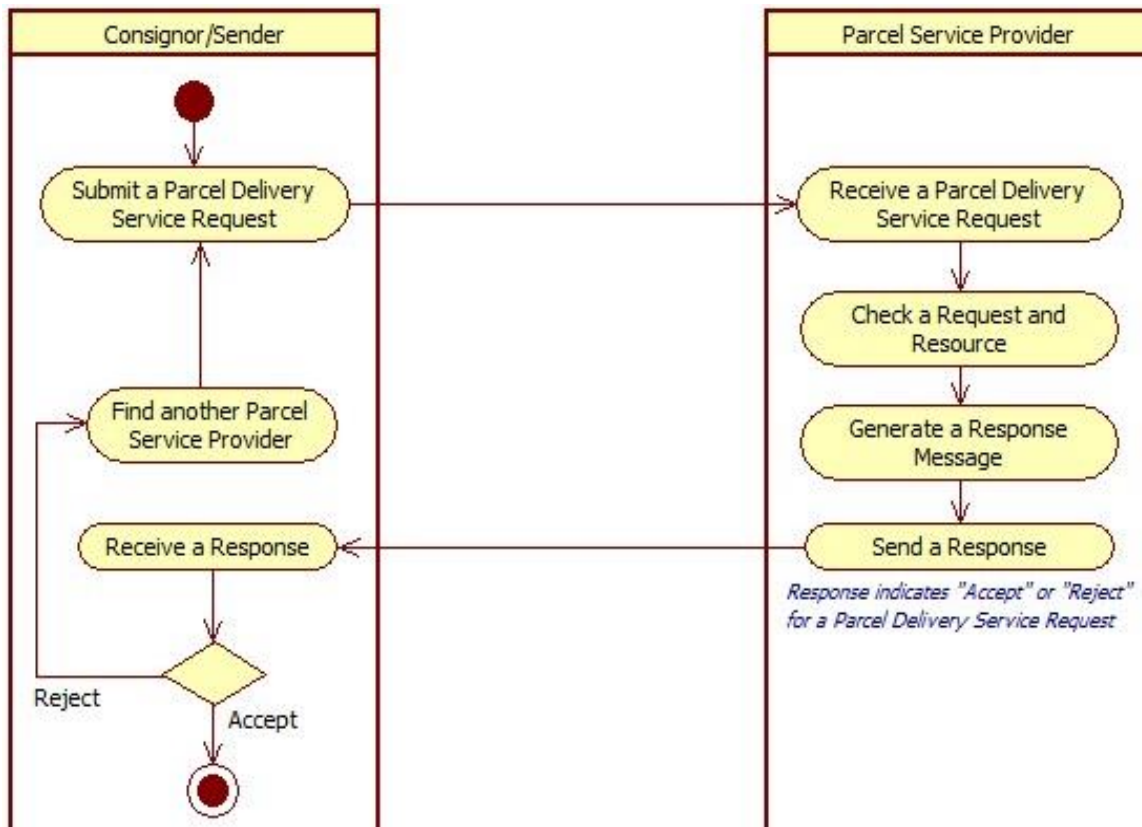 Consignor/Sender
Parcel Service Provider
Submit a Parcel Delivery
Service Request
Receive a Parcel Delivery
Service Request
Check a Request and
Resource
Find another Parcel
Service Provider
Generate a Response
Message
Receive a Response
Send a Response
Response indicates "Accept" or "Reject"
for a Parcel Delivery Service Request
Reject
Accept